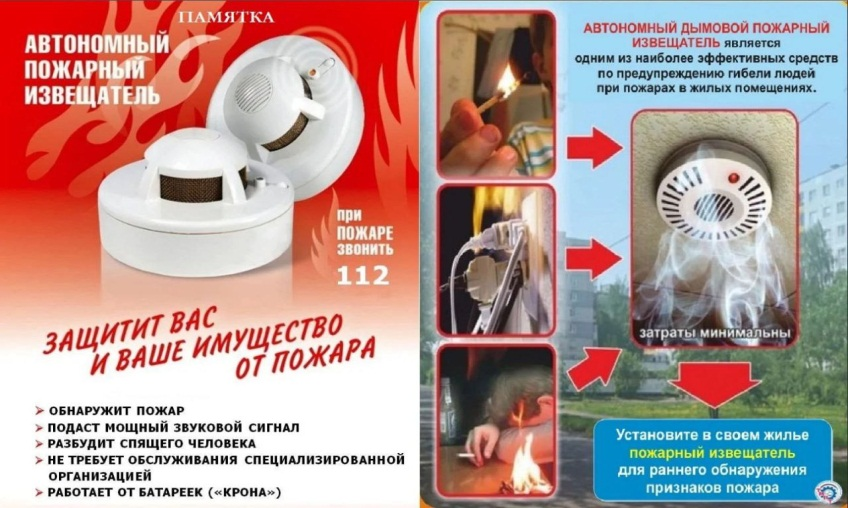 ПАМЯТКА
АВТОНОМНЫЙ
ПОЖАРНЫЙ
ИЗВЕЩАТЕЛЬ
при
ПОЖАРЕ
ЗВОНИТЬ
112
ЗАЩИТИТ ВАС
И ВАШЕ ИМУЩЕСТВО
ОТ ПОЖАРА
➢ ОБНАРУЖИТ ПОЖАР
➢ ПОДАСТ МОЩНЫЙ ЗВУКОВОЙ СИГНАЛ
➢ РАЗБУДИТ СПЯЩЕГО ЧЕЛОВЕКА
➢ НЕ ТРЕБУЕТ ОБСЛУЖИВАНИЯ СПЕЦИАЛИЗИРОВАННОЙ
ОРГАНИЗАЦИЕЙ
➢ РАБОТАЕТ ОТ БАТАРЕЕК («КРОНА»)
АВТОНОМНЫЙ ДЫМОВОЙ ПОЖАРНЫЙ
ИЗВЕЩАТЕЛЬ является
одним из наиболее эффективных средств
по предупреждению гибели людей
при пожарах в жилых помещениях.
затраты минимальны
Установите в своем жилье
пожарный извещатель
для раннего обнаружения
признаков пожара